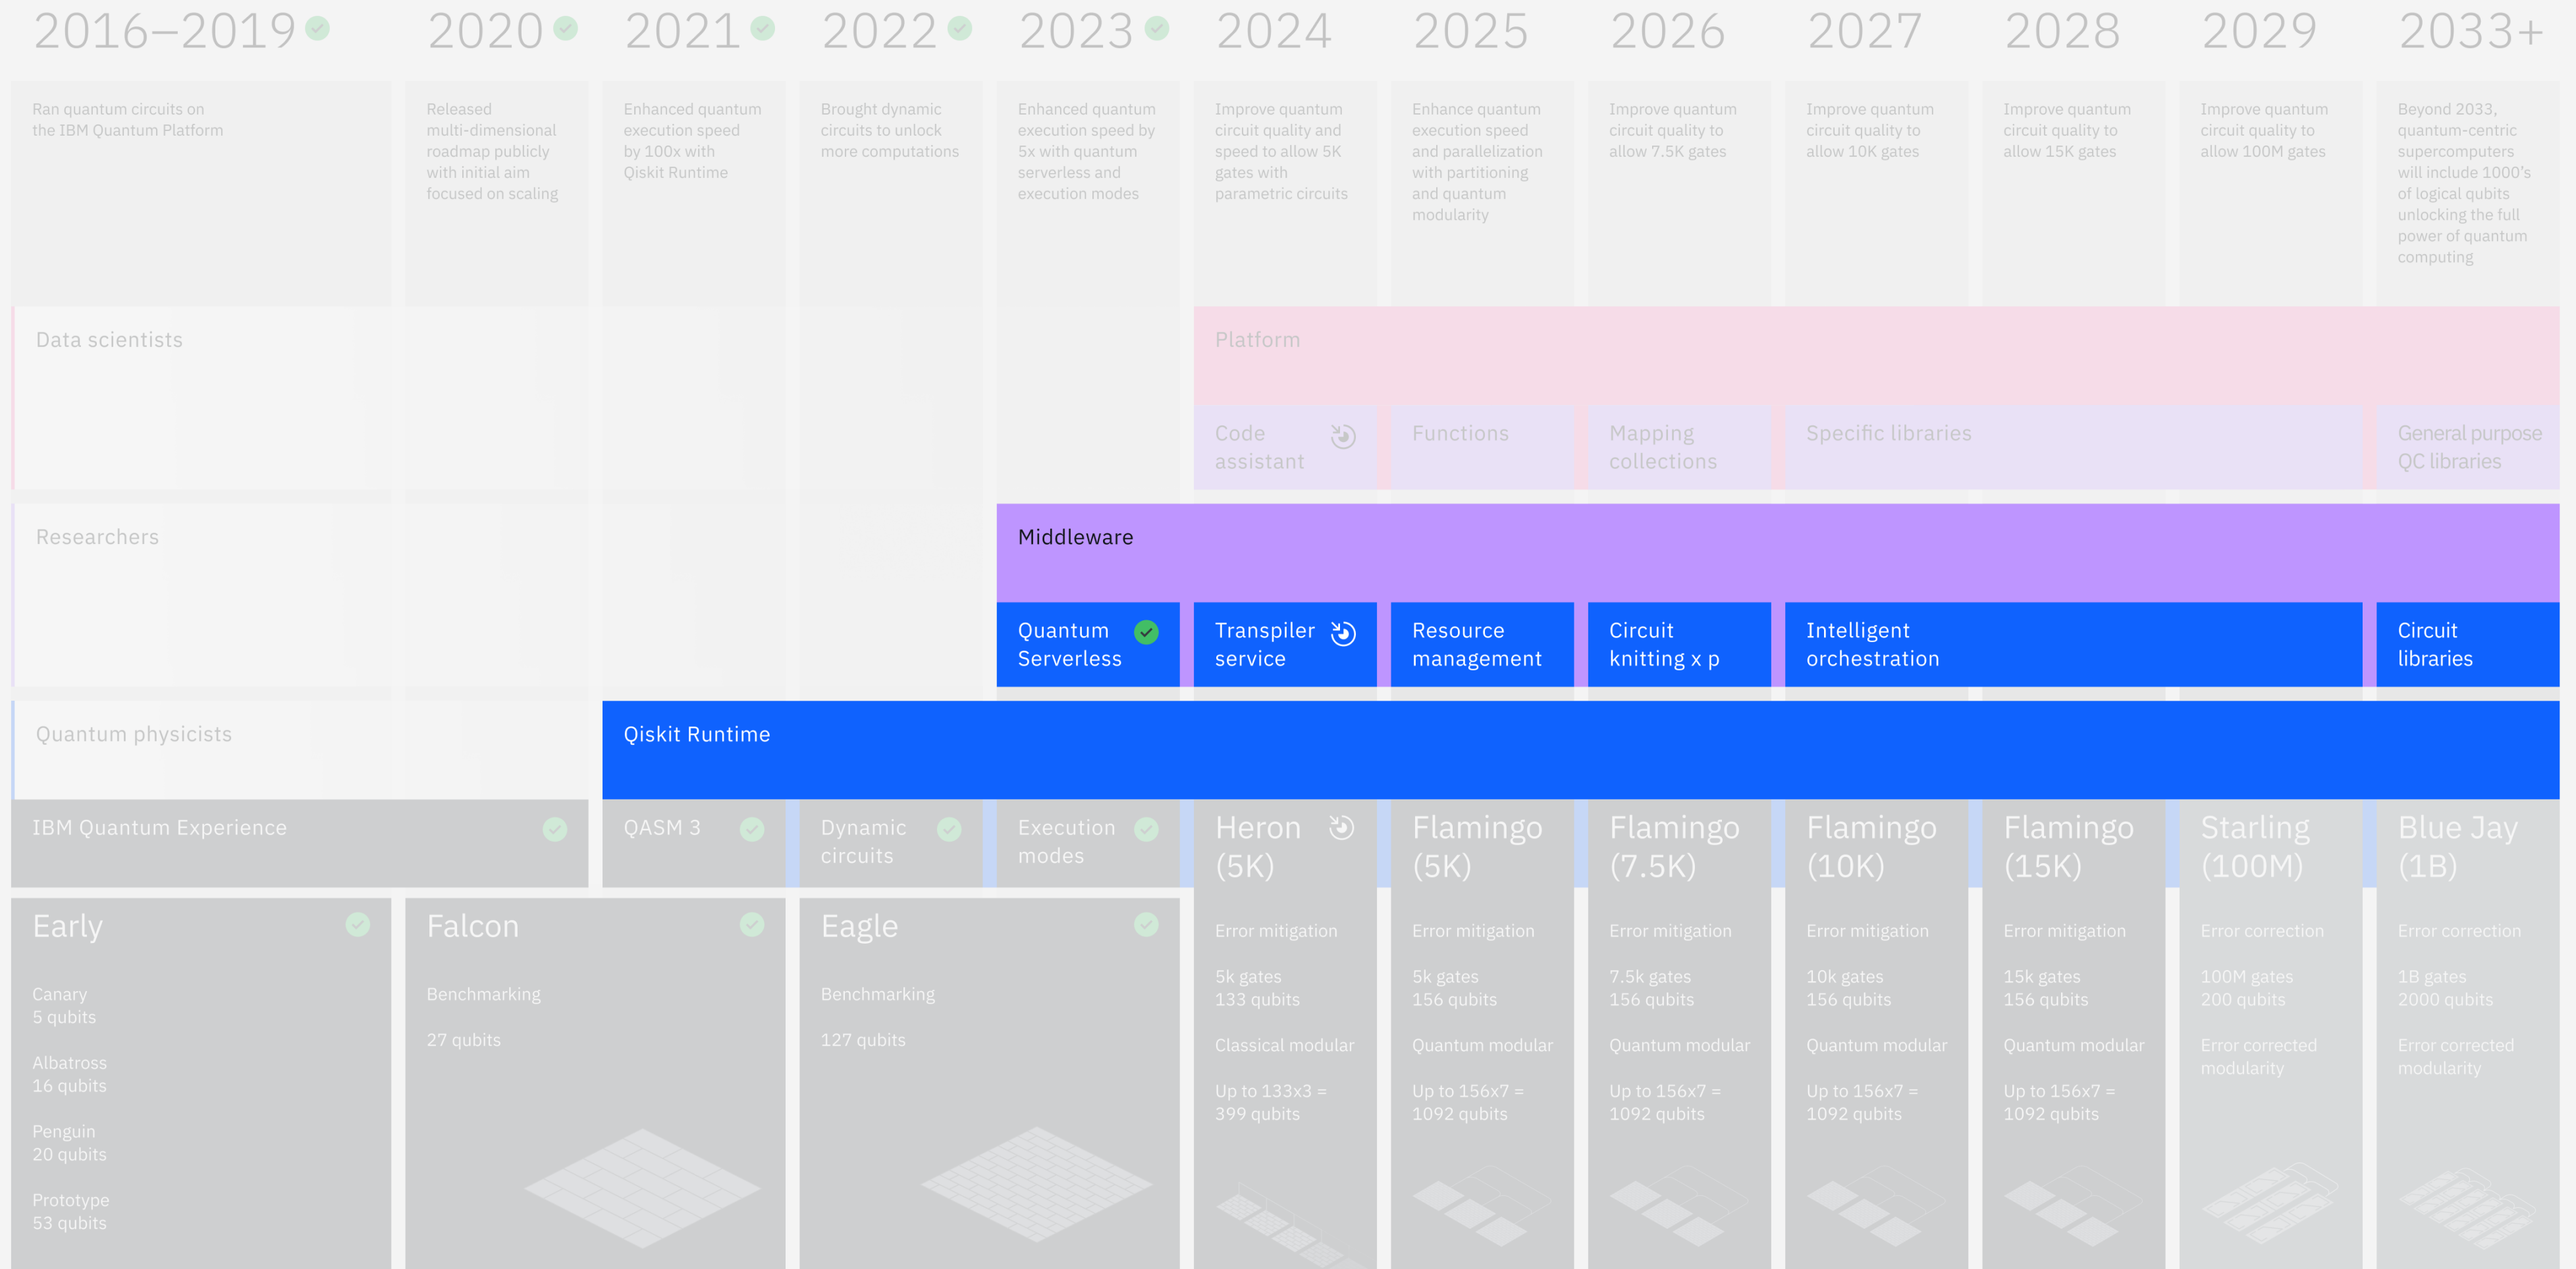 2016–2019
2020
2021
2022
2023
2024
2025
2026
2027
2028
2029
2033+
Ran quantum circuits on
the IBM Quantum Platform
Released
multi-dimensional
roadmap publicly
with initial aim
focused on scaling
Enhanced quantum
execution speed
by 100x with
Qiskit Runtime
Brought dynamic
circuits to unlock
more computations
Enhanced quantum
execution speed by
5x with quantum
serverless and
execution modes
Improve quantum
circuit quality and
speed to allow 5K
gates with
parametric circuits
Enhance quantum
execution speed
and parallelization
with partitioning
and quantum
modularity
Improve quantum
circuit quality to
allow 7.5K gates
Improve quantum
circuit quality to
allow 10K gates
Improve quantum
circuit quality to
allow 15K gates
Improve quantum
circuit quality to
allow 100M gates
Beyond 2033,
quantum-centric
supercomputers
will include 1000's
of logical qubits
unlocking the full
power of quantum
computing
Data scientists
Platform
Code
assistant
Functions
Mapping
collections
Specific libraries
General purpose
QC libraries
Researchers
Middleware
Quantum
Serverless
Transpiler
service
Resource
management
Circuit
knitting x p
Intelligent
orchestration
Circuit
libraries
Quantum physicists
Qiskit Runtime
IBM Quantum Experience
QASM 3
Dynamic
circuits
Execution
modes
Heron
(5K)
Error mitigation
5k gates
133 qubits
Classical modular
Up to 133x3 =
399 qubits
Flamingo
(5K)
Error mitigation
5k gates
156 qubits
Quantum modular
Up to 156x7 =
1092 qubits
Flamingo
(7.5K)
Error mitigation
7.5k gates
156 qubits
Quantum modular
Up to 156x7 =
1092 qubits
Flamingo
(10K)
Error mitigation
10k gates
156 qubits
Quantum modular
Up to 156x7 =
1092 qubits
Flamingo
(15K)
Error mitigation
15k gates
156 qubits
Quantum modular
Up to 156x7 =
1092 qubits
Starling
(100M)
Error correction
100M gates
200 qubits
Error corrected
modularity
Blue Jay
(1B)
Error correction
1B gates
2000 qubits
Error corrected
modularity
Early
Canary
5 qubits
Albatross
16 qubits
Penguin
20 qubits
Prototype
53 qubits
Falcon
Benchmarking
27 qubits
Eagle
Benchmarking
127 qubits